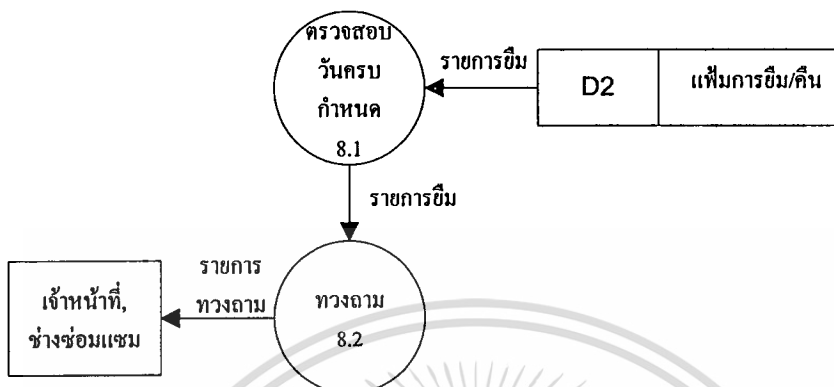 ตรวจสอบ
วันครบ
กำหนด
8.1
รายการยืม
D2
แฟ้มการยืม/คืน
รายการยืม
เจ้าหน้าที่,
ช่างซ่อมแซม
รายการ
ทวงถาม
ทวงถาม
8.2